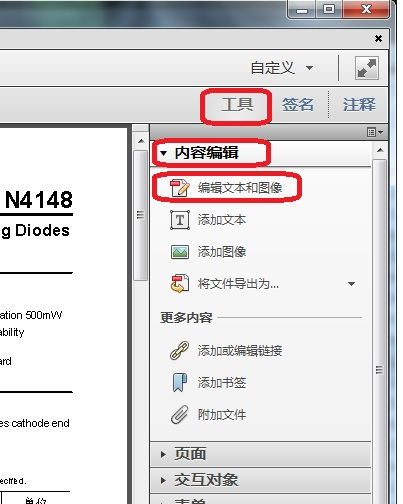 自定义
工具 签名 注释
内容编辑
编辑文本和图像
添加文本
添加图像
将文件导出为...
更多内容
添加或编辑链接
添加书签
附加文件
页面
交互对象
N4148
g Diodes
ation 500mW
ability
ard
es cathode end
ecified.
单位